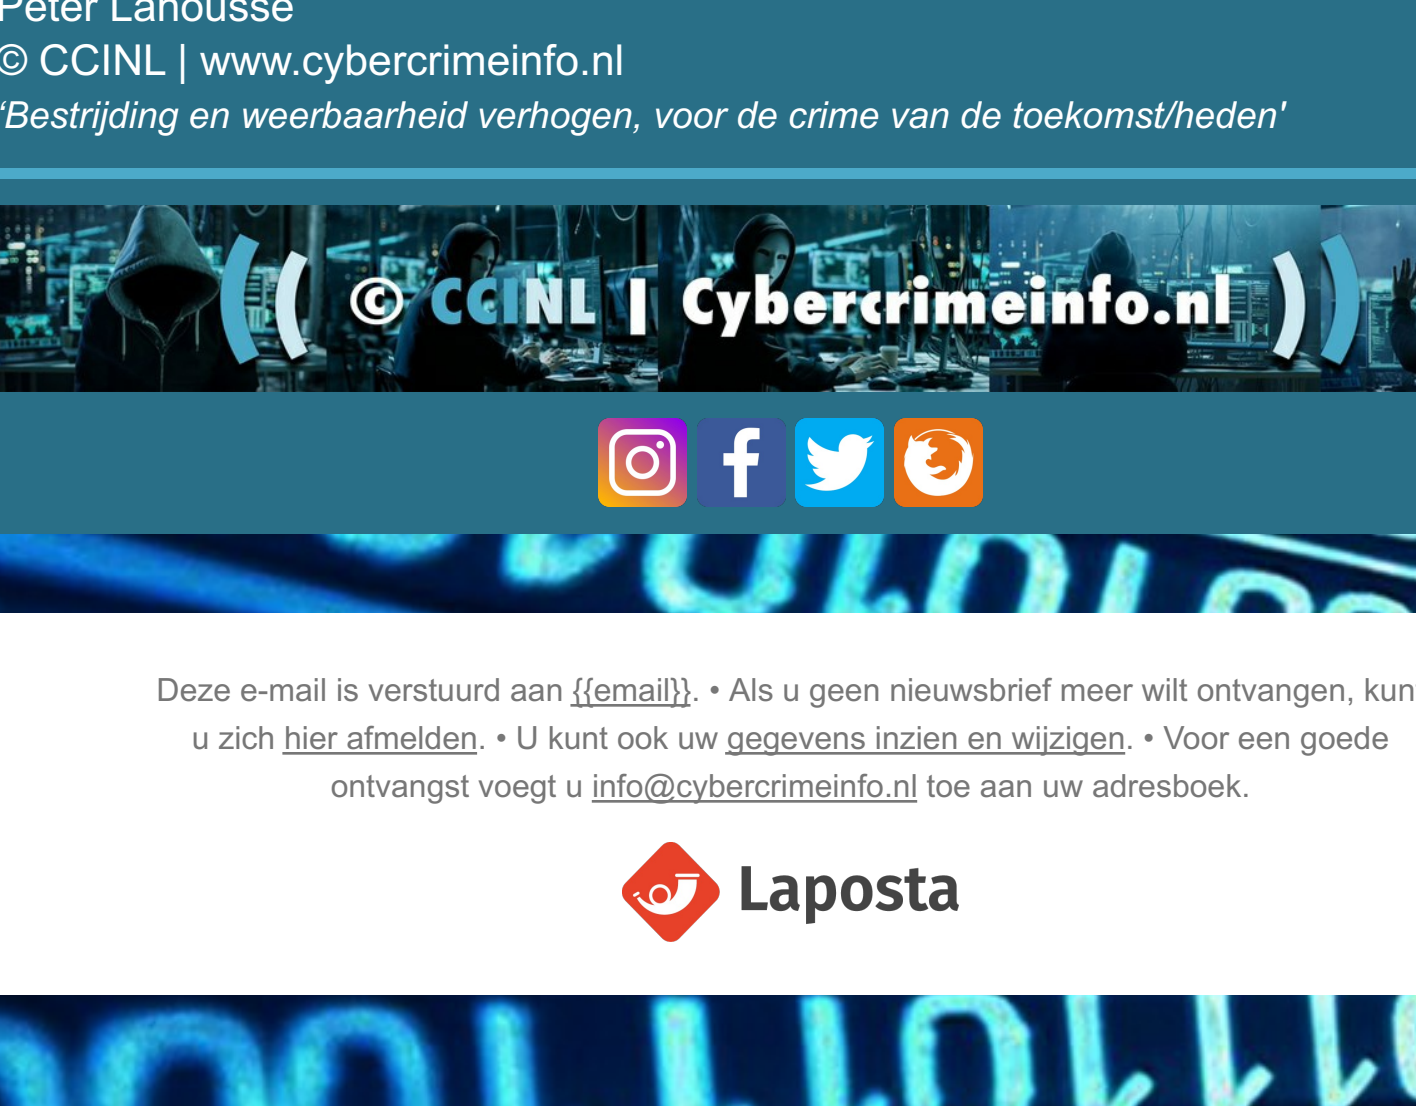 Peter Lahousse
© CCINL | www.cybercrimeinfo.nl
‘Bestrijding en weerbaarheid verhogen, voor de crime van de toekomst/heden'
(( © CCINL | Cybercrimeinfo.nl ))
Deze e-mail is verstuurd aan {{email}}. • Als u geen nieuwsbrief meer wilt ontvangen,
u zich hier afmelden. • U kunt ook uw gegevens inzien en wijzigen. • Voor een goede
ontvangst voegt u info@cybercrimeinfo.nl toe aan uw adresboek.
Laposta